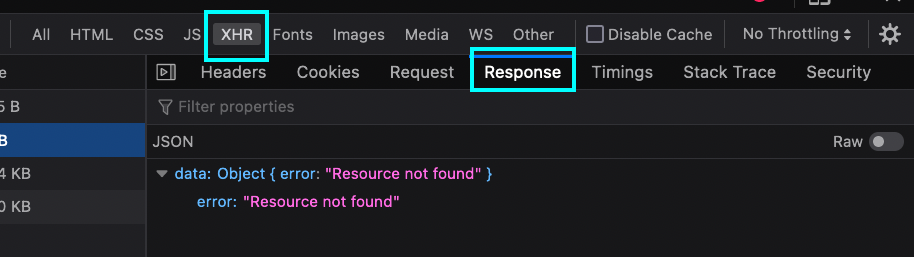 All HTML CSS JS XHR Fonts Images Media WS Other Disable Cache No Throttling
Headers Cookies Request Response Timings Stack Trace Security
5 B Filter properties
B JSON Raw
4 KB data: Object { error: "Resource not found" }
0 KB error: "Resource not found"